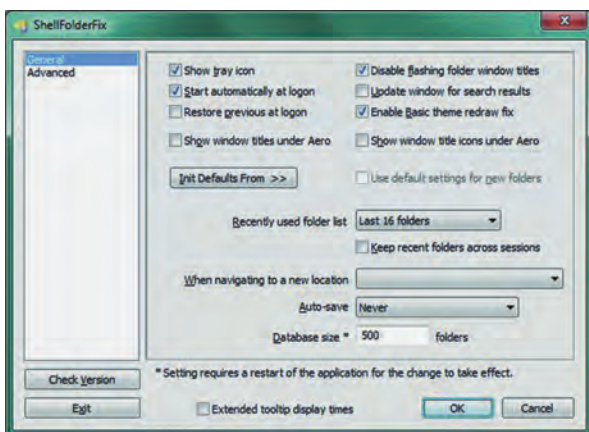 ShellFolderFix
General
Advanced
Show tray icon
Disable flashing folder window titles
Start automatically at logon
Update window for search results
Restore previous at logon
Enable Basic theme redraw fix
Show window titles under Aero
Show window title icons under Aero
Init Defaults From >>
Use default settings for new folders
Recently used folder list
Last 16 folders
Keep recent folders across sessions
When navigating to a new location
Auto-save
Never
Database size *
500
folders
Check Version
* Setting requires a restart of the application for the change to take effect.
Exit
Extended tooltip display times
OK
Cancel